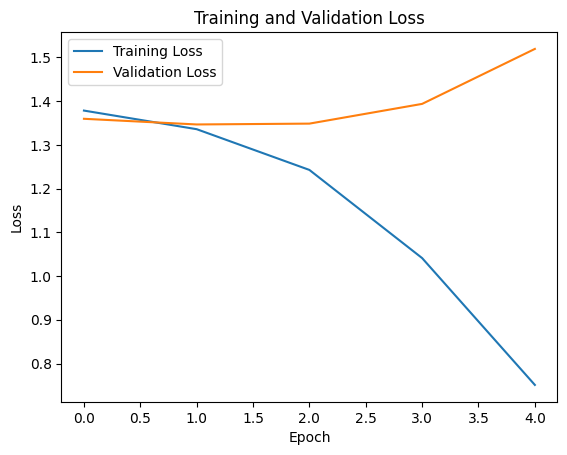 Training and Validation Loss
Training Loss
Validation Loss
Loss
1.5
1.4
1.3
1.2
1.1
1.0
0.9
0.8
0.0 0.5 1.0 1.5 2.0 2.5 3.0 3.5 4.0
Epoch